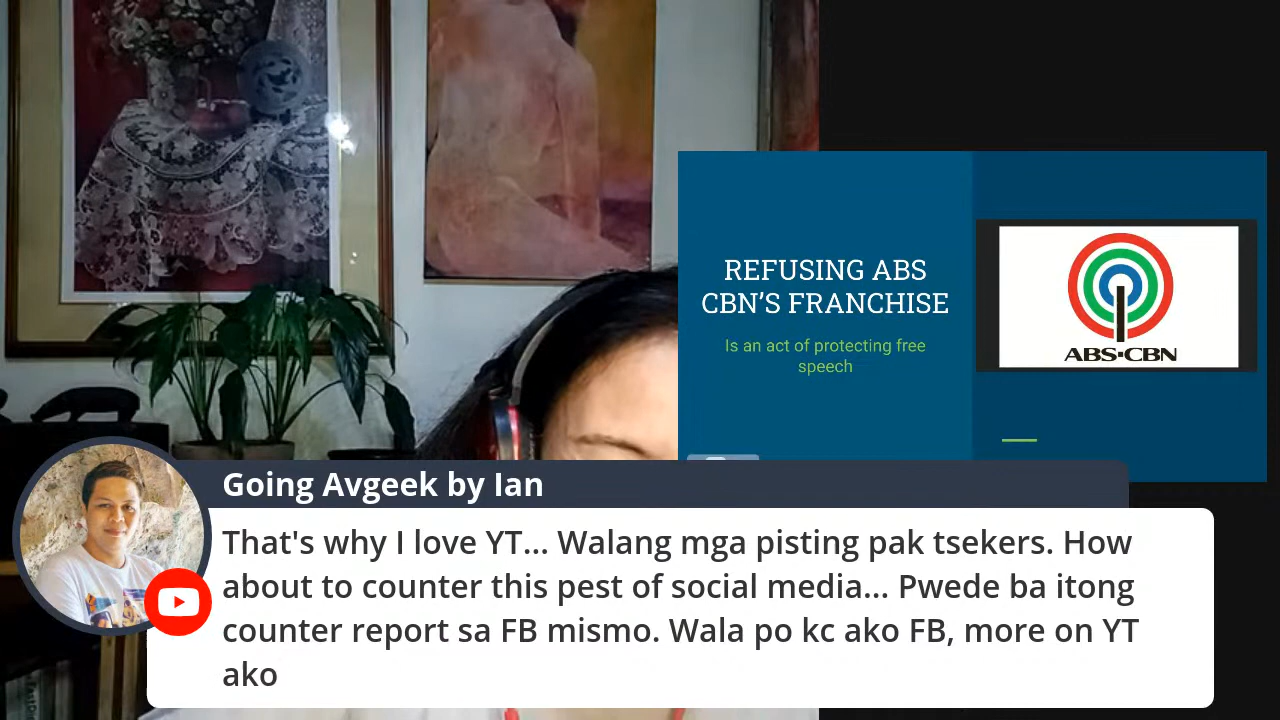 REFUSING ABS
CBN'S FRANCHISE
Is an act of protecting free
speech
ABS-CBN
Going Avgeek by Ian
That's why I love YT... Walang mga pisting pak tsekers. How
about to counter this pest of social media... Pwede ba itong
counter report sa FB mismo. Wala po kc ako FB, more on YT
ako